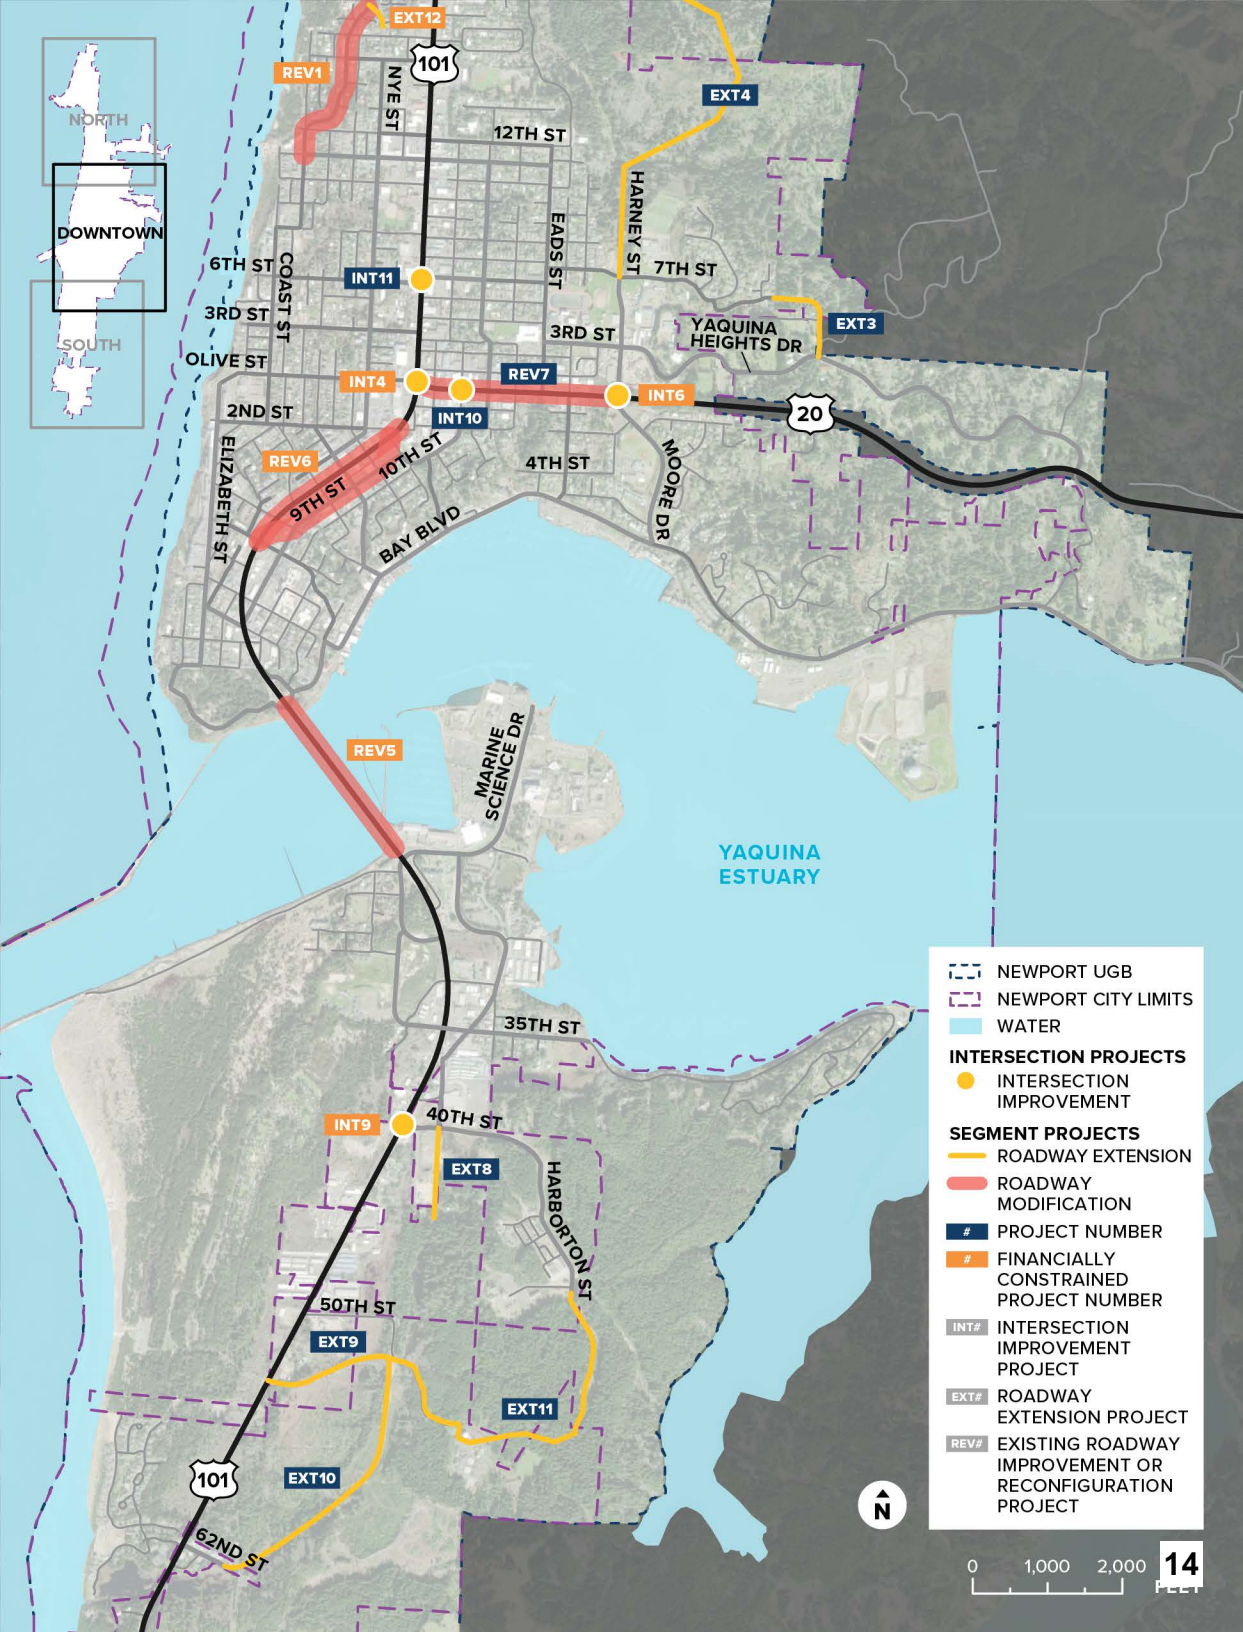 EXT12
101
REV1
NYE ST
EXT4
NORTH
12TH ST
HARNEY ST
DOWNTOWN
EADS ST
COAST ST
6TH ST
INT11
7TH ST
3RD ST
3RD ST
YAQUINA
HEIGHTS DR
EXT3
SOUTH
OLIVE ST
INT4
REV7
INT6
2ND ST
INT10
20
ELIZABETH ST
REV6
10TH ST
9TH ST
4TH ST
MOORE DR
BAY BLVD
REV5
MARINE
SCIENCE DR
YAQUINA
ESTUARY
35TH ST
INT9
40TH ST
EXT8
HARBORTON ST
50TH ST
EXT9
EXT11
EXT10
101
62ND ST
NEWPORT UGB
NEWPORT CITY LIMITS
WATER
INTERSECTION PROJECTS
INTERSECTION
IMPROVEMENT
SEGMENT PROJECTS
ROADWAY EXTENSION
ROADWAY
MODIFICATION
# PROJECT NUMBER
# FINANCIALLY
CONSTRAINED
PROJECT NUMBER
INT# INTERSECTION
IMPROVEMENT
PROJECT
EXT# ROADWAY
EXTENSION PROJECT
REV# EXISTING ROADWAY
IMPROVEMENT OR
RECONFIGURATION
PROJECT
N
0 1,000 2,000
14
FEET